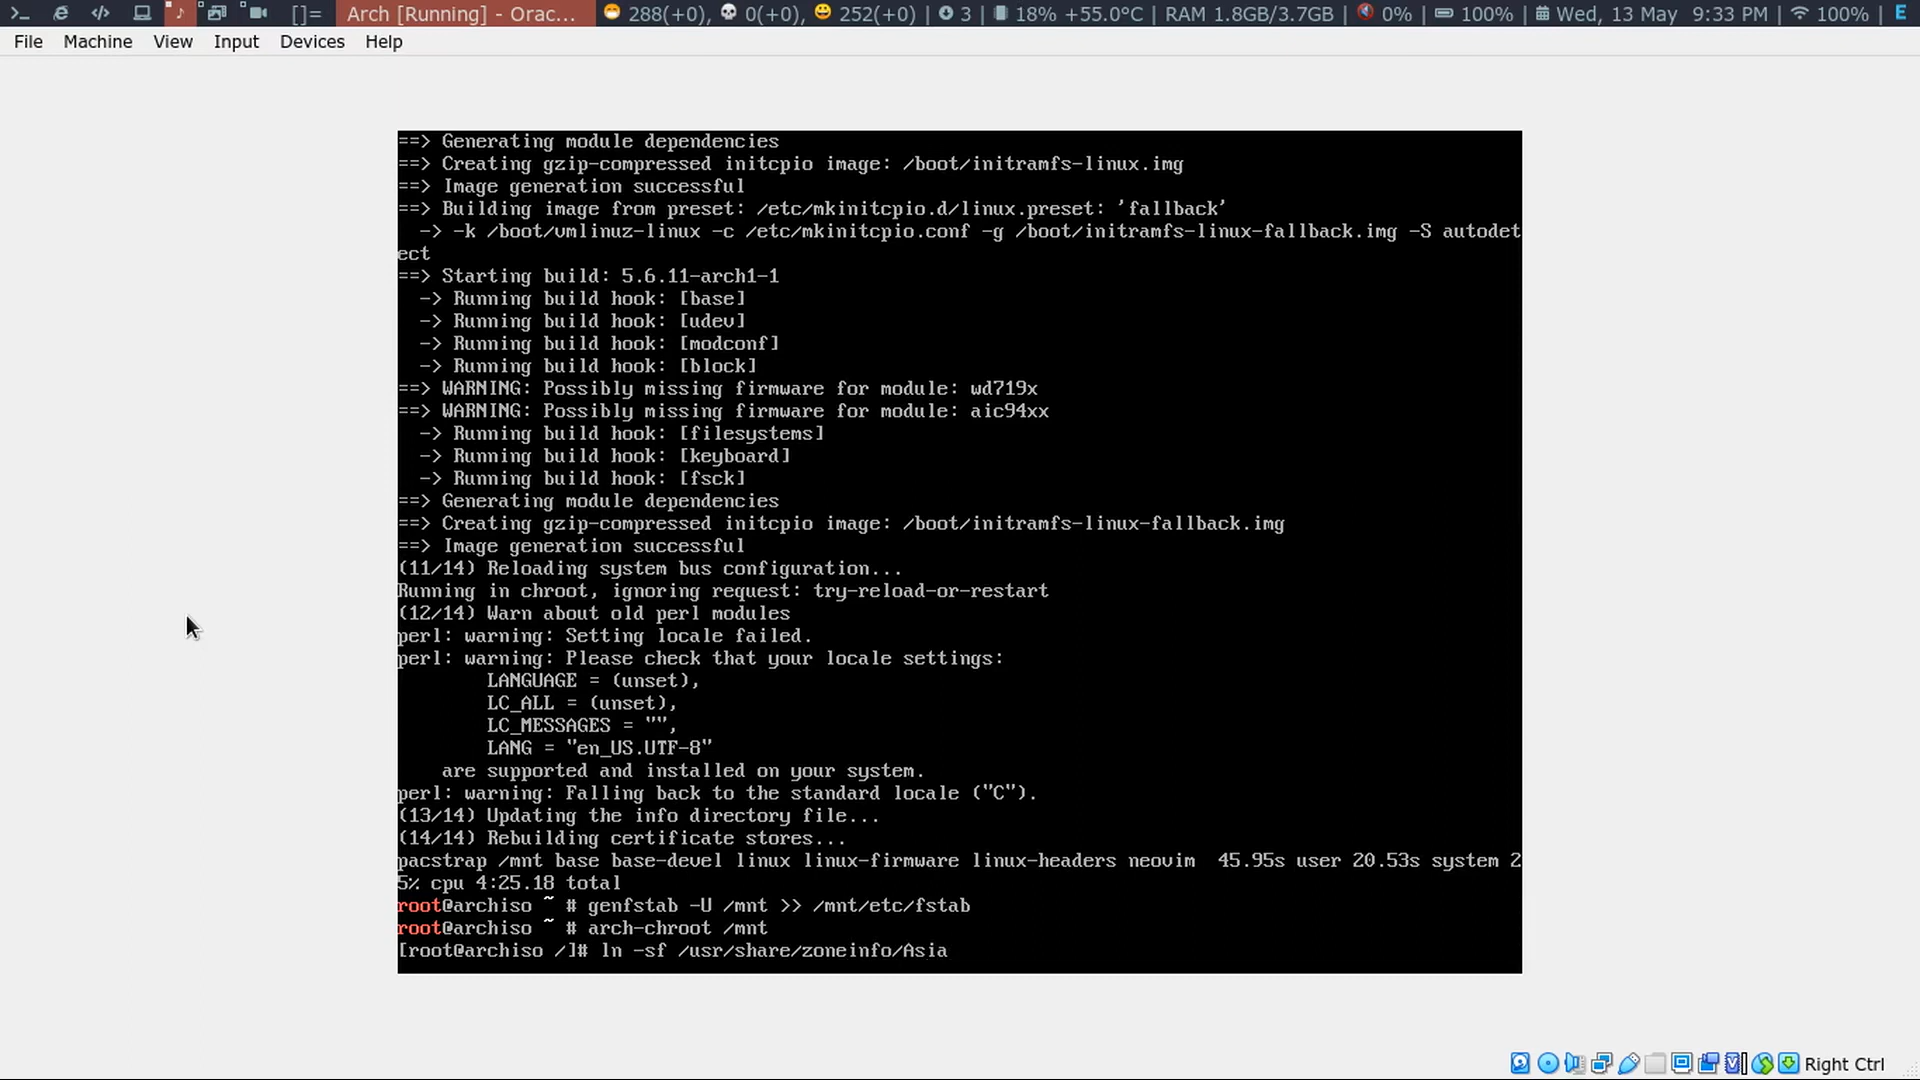 []= Arch [Running] - Orac... 288(+0), 0(+0), 252(+0) | 3 | 18% +55.0°C | RAM 1.8GB/3.7GB | 0% | 100% | Wed, 13 May 9:33 PM | 100% | E
File Machine View Input Devices Help
==> Generating module dependencies
==> Creating gzip-compressed initcpio image: /boot/initramfs-linux.img
==> Image generation successful
==> Building image from preset: /etc/mkinitcpio.d/linux.preset: 'fallback'
  -> -k /boot/vmlinuz-linux -c /etc/mkinitcpio.conf -g /boot/initramfs-linux-fallback.img -S autodet
ect
==> Starting build: 5.6.11-arch1-1
  -> Running build hook: [base]
  -> Running build hook: [udev]
  -> Running build hook: [modconf]
  -> Running build hook: [block]
==> WARNING: Possibly missing firmware for module: wd719x
==> WARNING: Possibly missing firmware for module: aic94xx
  -> Running build hook: [filesystems]
  -> Running build hook: [keyboard]
  -> Running build hook: [fsck]
==> Generating module dependencies
==> Creating gzip-compressed initcpio image: /boot/initramfs-linux-fallback.img
==> Image generation successful
(11/14) Reloading system bus configuration...
Running in chroot, ignoring request: try-reload-or-restart
(12/14) Warn about old perl modules
perl: warning: Setting locale failed.
perl: warning: Please check that your locale settings:
        LANGUAGE = (unset),
        LC_ALL = (unset),
        LC_MESSAGES = "",
        LANG = "en_US.UTF-8"
    are supported and installed on your system.
perl: warning: Falling back to the standard locale ("C").
(13/14) Updating the info directory file...
(14/14) Rebuilding certificate stores...
pacstrap /mnt base base-devel linux linux-firmware linux-headers neovim  45.95s user 20.53s system 2
5% cpu 4:25.18 total
root@archiso ~ # genfstab -U /mnt >> /mnt/etc/fstab
root@archiso ~ # arch-chroot /mnt
[root@archiso /]# ln -sf /usr/share/zoneinfo/Asia
Right Ctrl